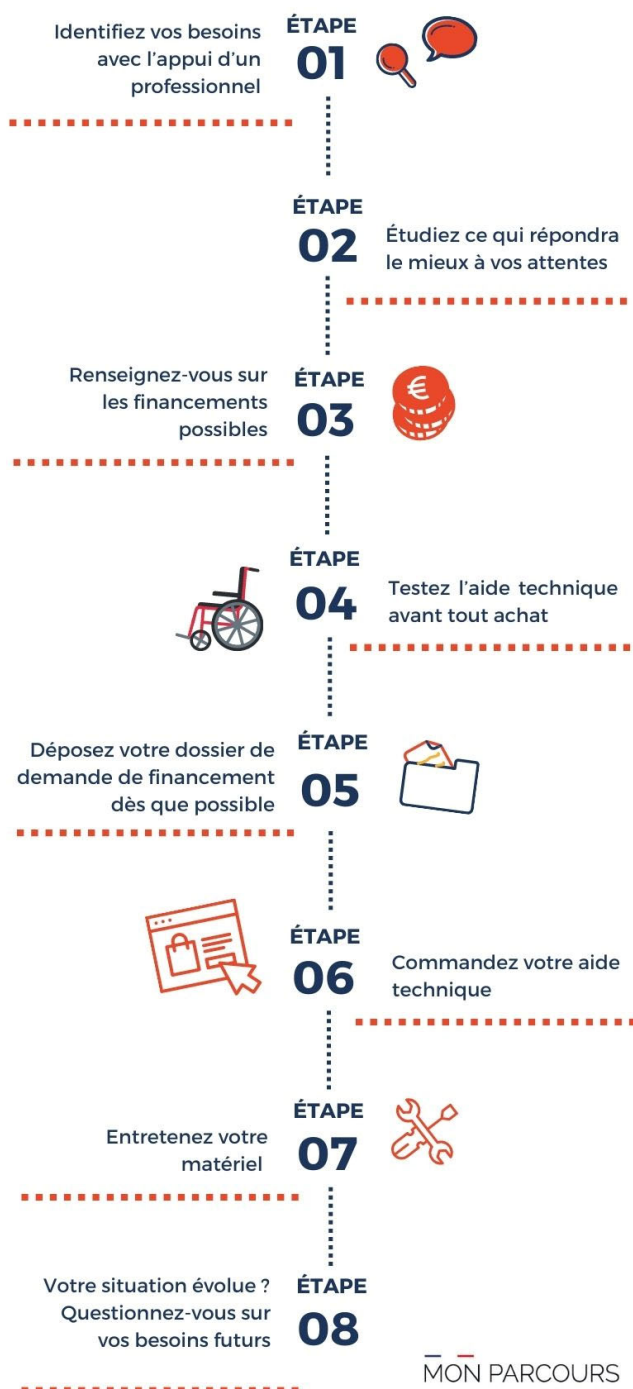 ÉTAPE
01
Identifiez vos besoins
avec l’appui d’un
professionnel
ÉTAPE
02
Étudiez ce qui répondra
le mieux à vos attentes
ÉTAPE
03
Renseignez-vous sur
les financements
possibles
€
ÉTAPE
04
Testez l’aide technique
avant tout achat
ÉTAPE
05
Déposez votre dossier de
demande de financement
dès que possible
ÉTAPE
06
Commandez votre aide
technique
ÉTAPE
07
Entretenez votre
matériel
ÉTAPE
08
Votre situation évolue ?
Questionnez-vous sur
vos besoins futurs
MON PARCOURS